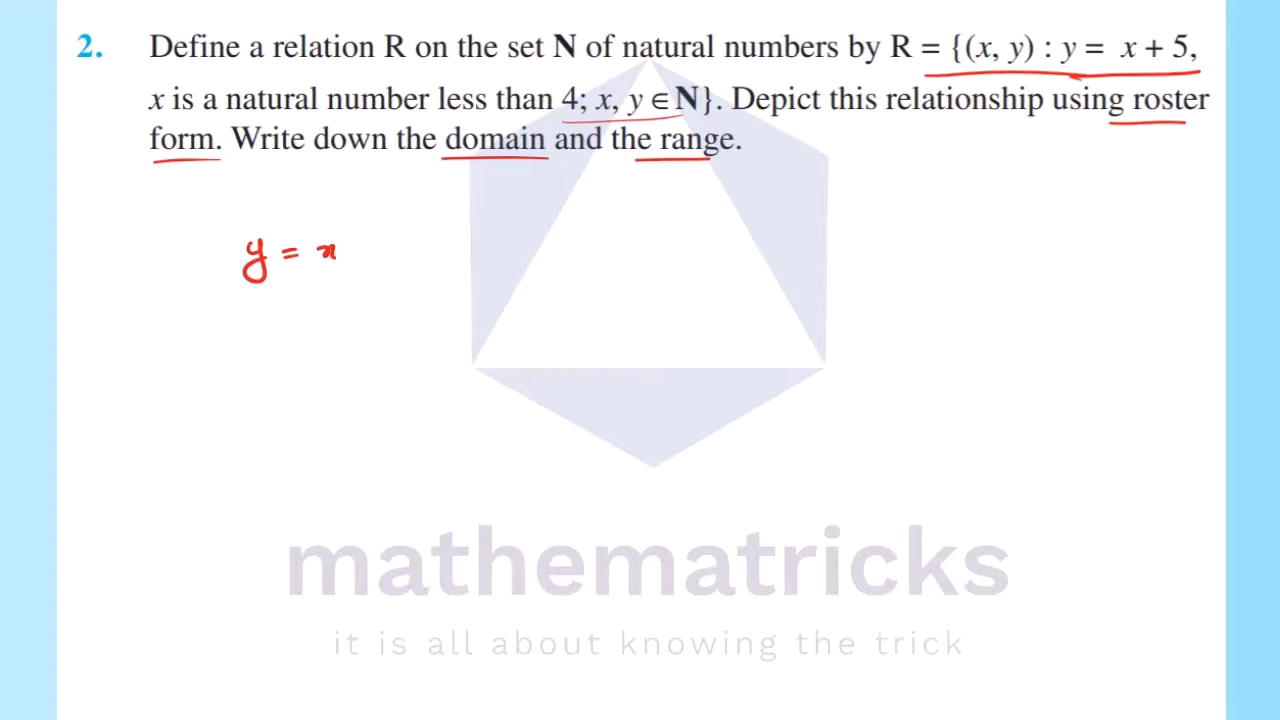 2. Define a relation R on the set N of natural numbers by R = {(x, y) : y = x + 5,
x is a natural number less than 4; x, y ∈ N}. Depict this relationship using roster
form. Write down the domain and the range.
y = x
mathematricks
it is all about knowing the trick